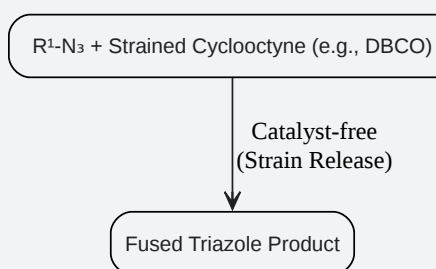 R¹-N₃ + Strained Cyclooctyne (e.g., DBCO)
Catalyst-free
(Strain Release)
Fused Triazole Product